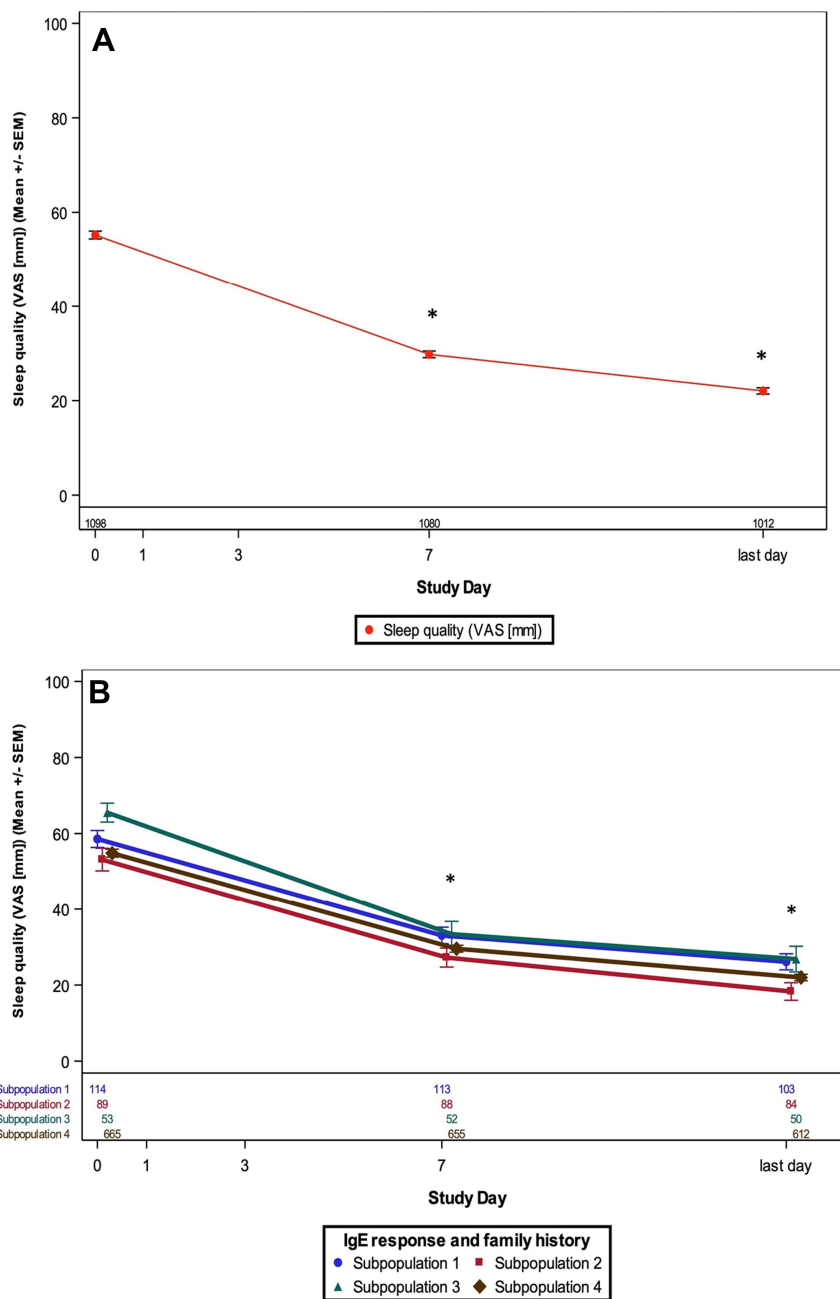 A
Sleep quality (VAS [mm]) (Mean +/- SEM)
100
80
60
40
20
0
*
*
1098 1080 1012
0 1 3 7 last day
Study Day
Sleep quality (VAS [mm])
B
Sleep quality (VAS [mm]) (Mean +/- SEM)
100
80
60
40
20
0
*
*
Subpopulation 1 114 113 103
Subpopulation 2 89 88 84
Subpopulation 3 53 52 50
Subpopulation 4 665 655 612
0 1 3 7 last day
Study Day
IgE response and family history
Subpopulation 1 Subpopulation 2
Subpopulation 3 Subpopulation 4